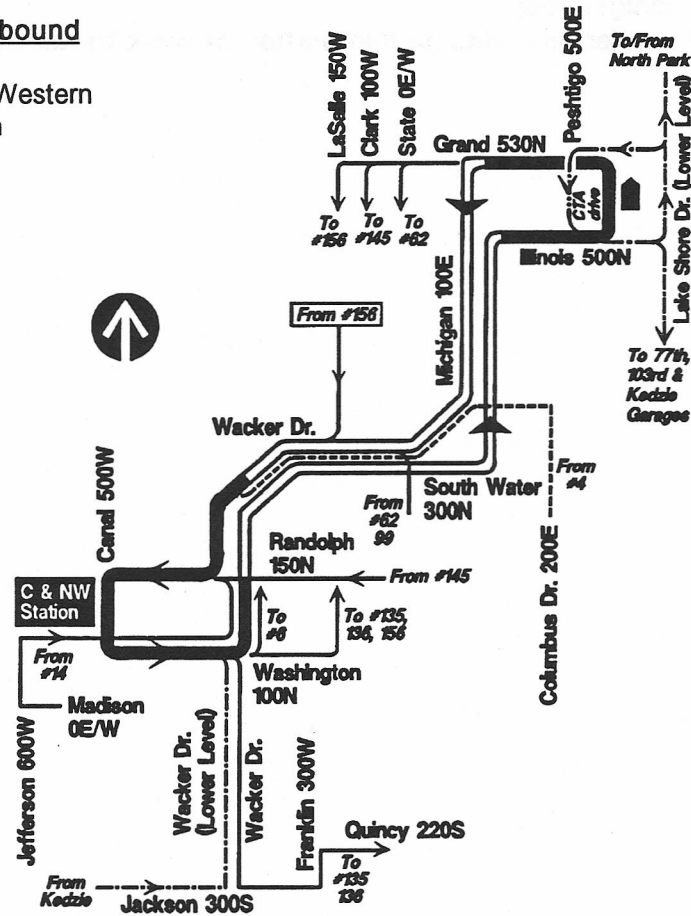 bound
Western
To/From
North Park
Peshtigo 500E
LaSalle 150W
Clark 100W
State 0E/W
Grand 530N
CTA
drive
Lake Shore Dr. (Lower Level)
To
#156
To
#145
To
#62
Illinois 500N
Michigan 100E
From #156
To 77th,
103rd &
Kedzie
Garages
Wacker Dr.
Canal 500W
South Water
300N
From
#4
From
#62
99
Randolph
150N
From #145
Columbus Dr. 200E
C & NW
Station
To
#6
To #135,
136, 156
From
#14
Washington
100N
Madison
0E/W
Jefferson 600W
Wacker Dr.
(Lower Level)
Wacker Dr.
Franklin 300W
Quincy 220S
To
#135
136
From
Kedzie
Jackson 300S